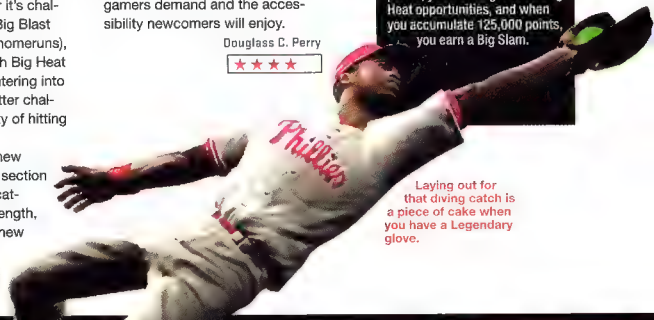 r it's chal-
Big Blast
homeruns),
h Big Heat
tering into
tter chal-
ty of hitting
new
section
cat-
ength,
new
gamers demand and the acces-
sibility newcomers will enjoy.
Douglass C. Perry
★★★★
Heat opportunities, and when
you accumulate 125,000 points,
you earn a Big Slam.
Phillies
Laying out for
that diving catch is
a piece of cake when
you have a Legendary
glove.